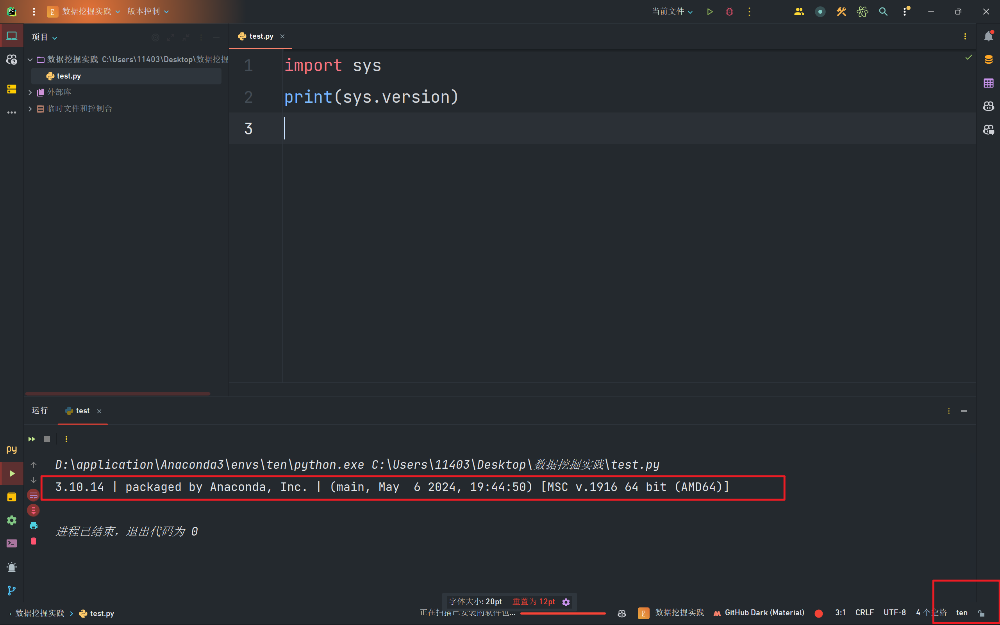 数据挖掘实践 版本控制 当前文件
项目
数据挖掘实践 C:\Users\11403\Desktop\数据挖掘
test.py
外部库
临时文件和控制台
test.py
1 import sys
2 print(sys.version)
3
运行 test
py
D:\application\Anaconda3\envs\ten\python.exe C:\Users\11403\Desktop\数据挖掘实践\test.py
3.10.14 | packaged by Anaconda, Inc. | (main, May  6 2024, 19:44:50) [MSC v.1916 64 bit (AMD64)]
进程已结束，退出代码为 0
字体大小: 20pt 重置为 12pt
数据挖掘实践 test.py 正在扫描已安装的软件包... 数据挖掘实践 GitHub Dark (Material) 3:1 CRLF UTF-8 4 个空格 ten